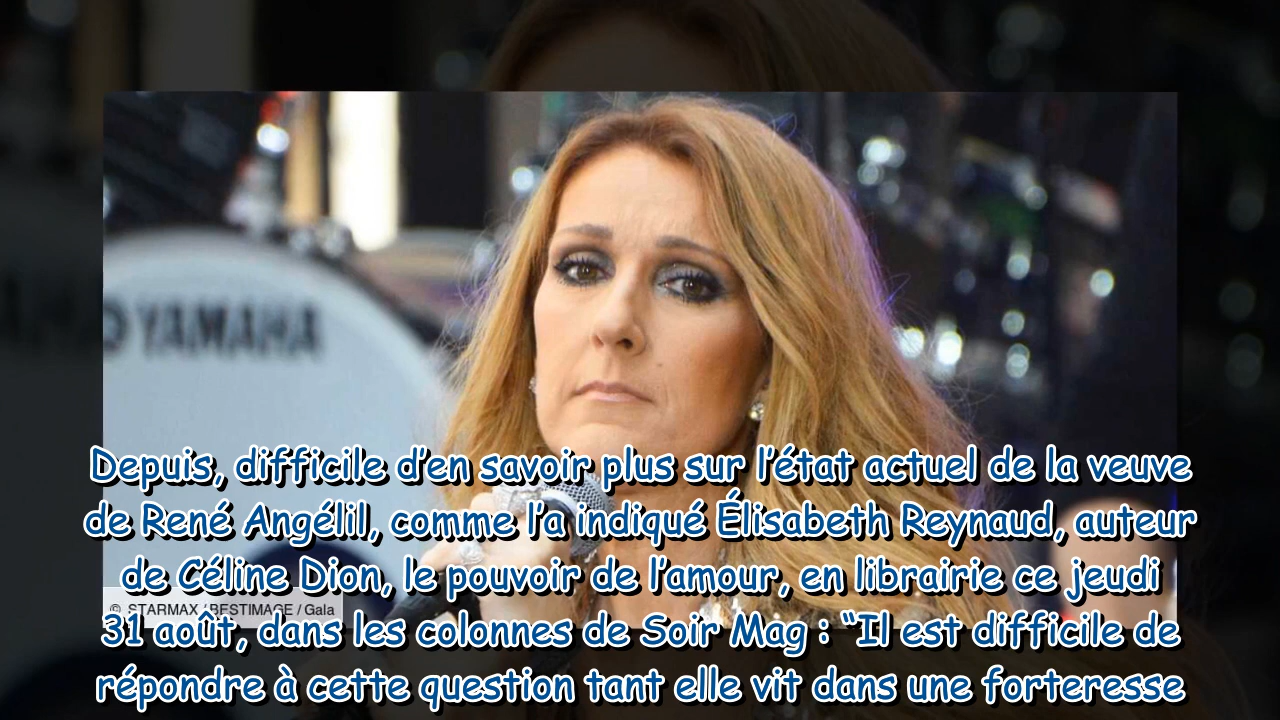 YAMAHA
Depuis, difficile d'en savoir plus sur l'état actuel de la veuve
de René Angélil, comme l'a indiqué Élisabeth Reynaud, auteur
de Céline Dion, le pouvoir de l'amour, en librairie ce jeudi
© STARMAX / BESTIMAGE / Gala
31 août, dans les colonnes de Soir Mag : “Il est difficile de
répondre à cette question tant elle vit dans une forteresse